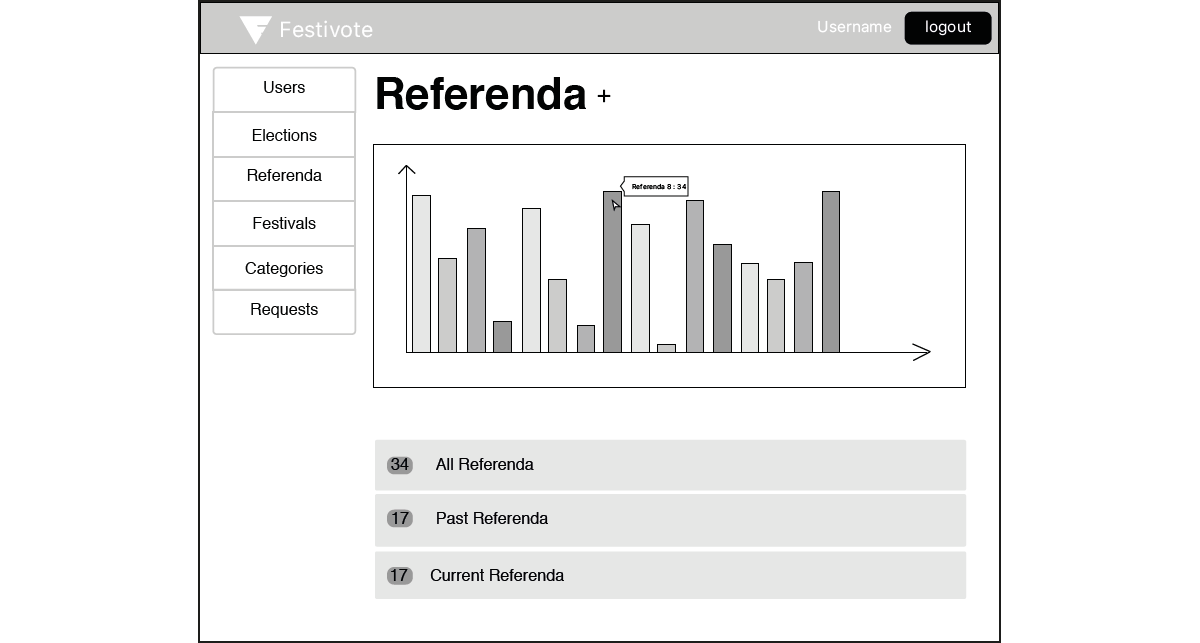 Festivote
Username
logout
Users
Elections
Referenda
Festivals
Categories
Requests
Referenda +
Referenda 8 : 34
34 All Referenda
17 Past Referenda
17 Current Referenda